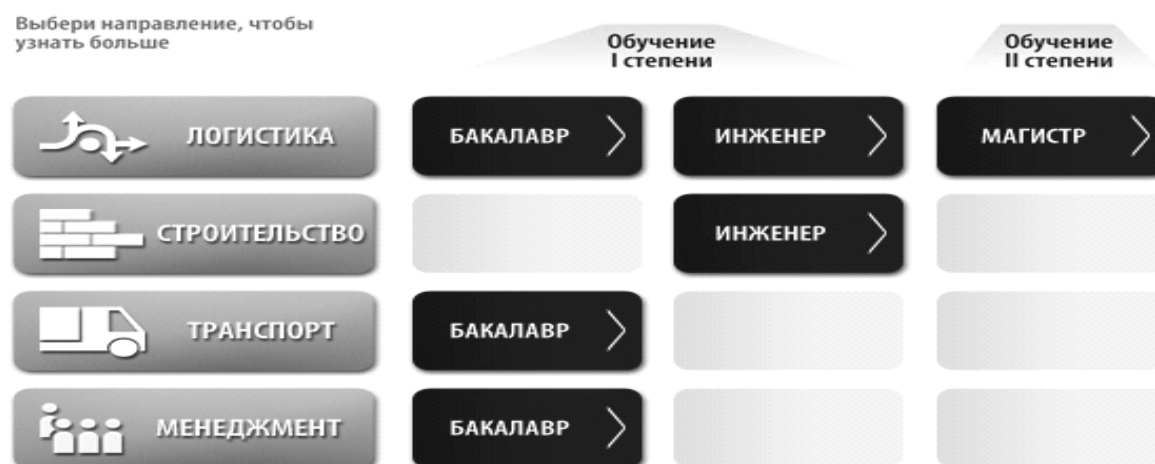 Выбери направление, чтобы
узнать больше
Обучение
I степени
Обучение
II степени
ЛОГИСТИКА
БАКАЛАВР
ИНЖЕНЕР
МАГИСТР
СТРОИТЕЛЬСТВО
ИНЖЕНЕР
ТРАНСПОРТ
БАКАЛАВР
МЕНЕДЖМЕНТ
БАКАЛАВР